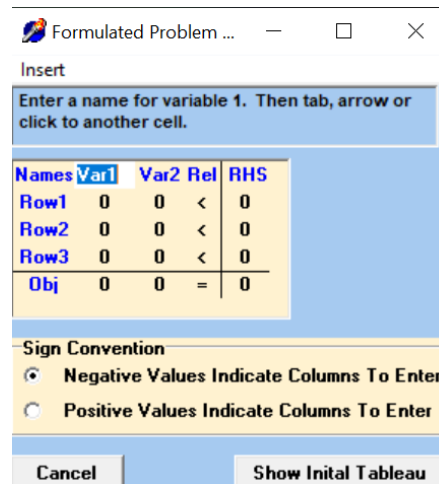 Formulated Problem ...
Insert
Enter a name for variable 1. Then tab, arrow or
click to another cell.
Names Var1 Var2 Rel RHS
Row1 0 0 < 0
Row2 0 0 < 0
Row3 0 0 < 0
Obj 0 0 = 0
Sign Convention
Negative Values Indicate Columns To Enter
Positive Values Indicate Columns To Enter
Cancel Show Inital Tableau